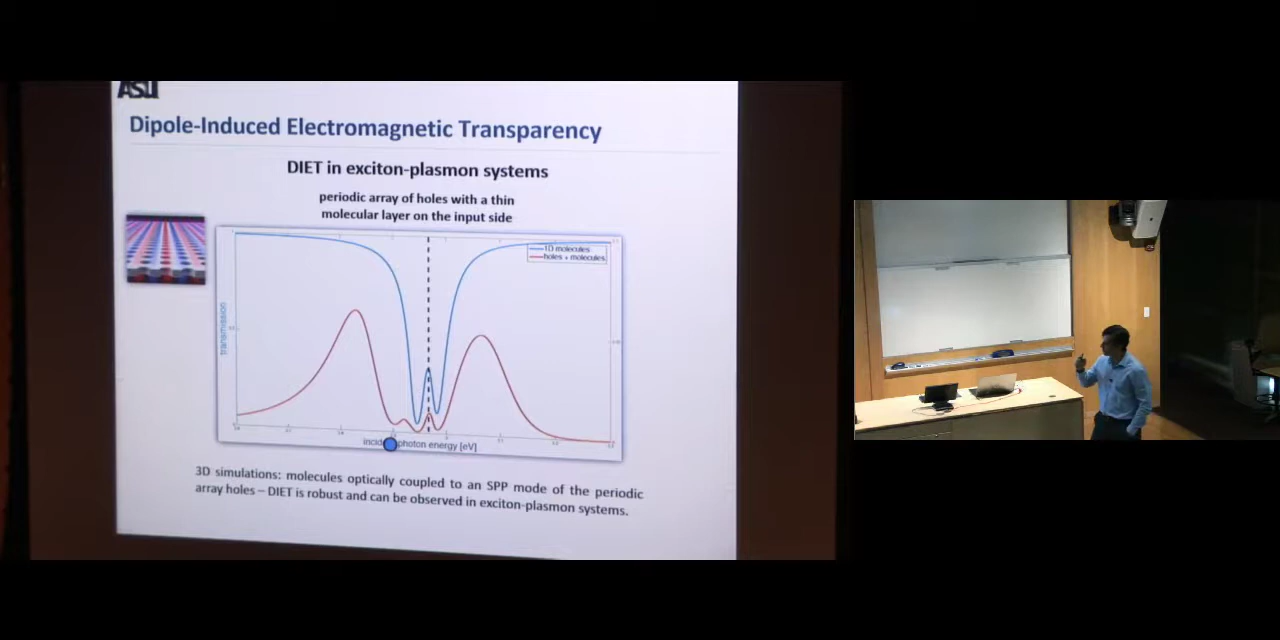 ASU
Dipole-Induced Electromagnetic Transparency
DIET in exciton-plasmon systems
periodic array of holes with a thin
molecular layer on the input side
1D molecules
holes + molecules
transmission
photon energy [eV]
3D simulations: molecules optically coupled to an SPP mode of the periodic
array holes – DIET is robust and can be observed in exciton-plasmon systems.